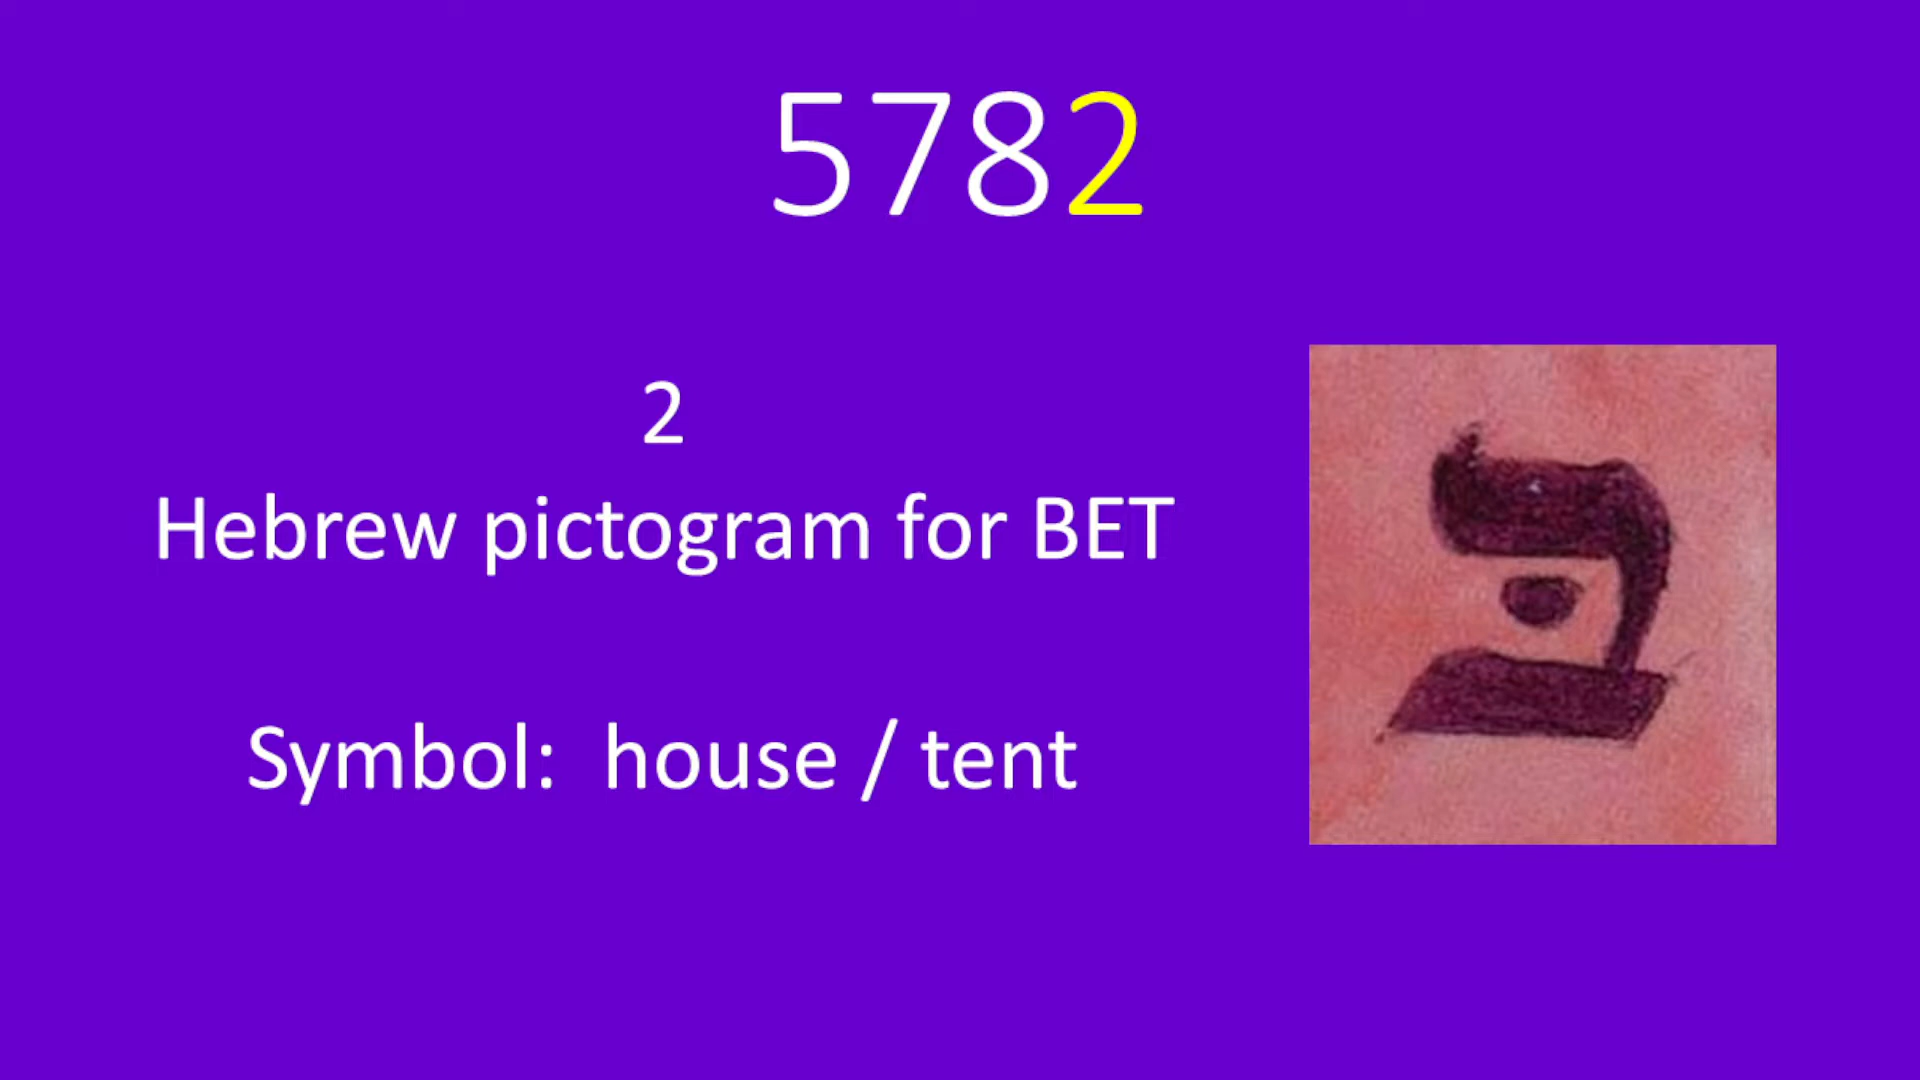 5782
2
Hebrew pictogram for BET
Symbol: house / tent
בּ